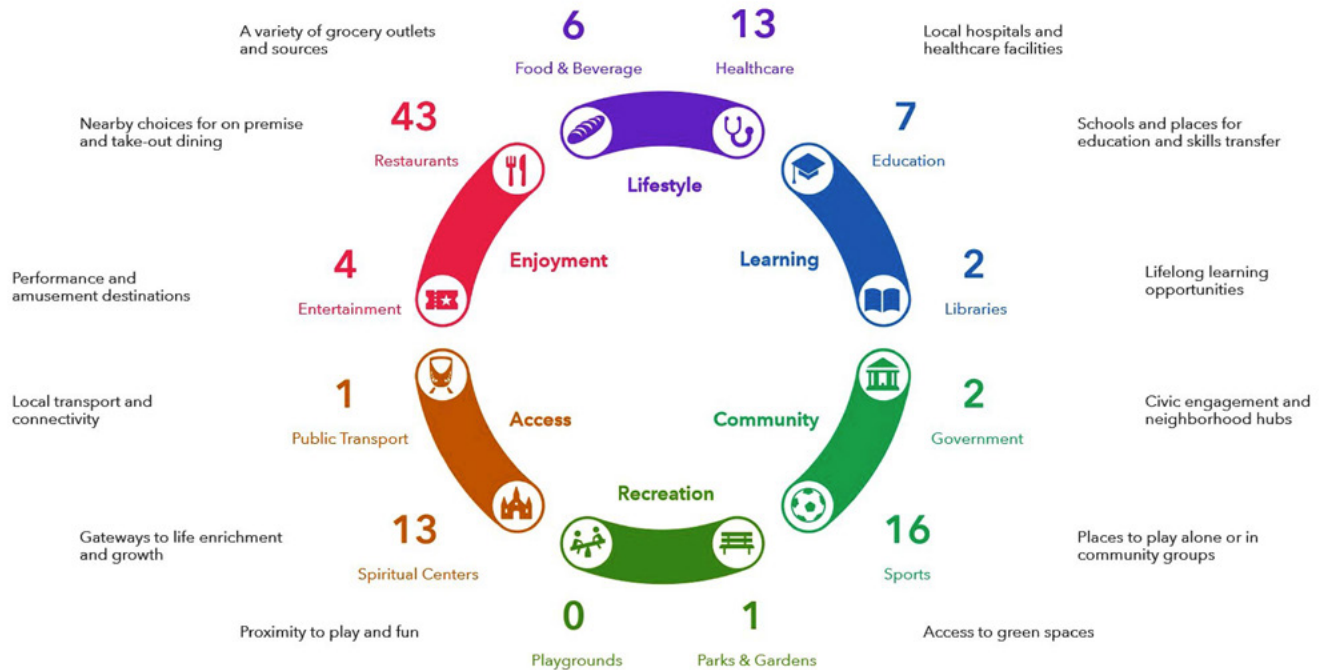 A variety of grocery outlets
and sources
6
Food & Beverage
13
Healthcare
Local hospitals and
healthcare facilities
Nearby choices for on premise
and take-out dining
43
Restaurants
Lifestyle
7
Education
Schools and places for
education and skills transfer
Performance and
amusement destinations
4
Entertainment
Enjoyment
Learning
2
Libraries
Lifelong learning
opportunities
Local transport and
connectivity
1
Public Transport
Access
Community
2
Government
Civic engagement and
neighborhood hubs
Gateways to life enrichment
and growth
13
Spiritual Centers
Recreation
16
Sports
Places to play alone or in
community groups
Proximity to play and fun
0
Playgrounds
1
Parks & Gardens
Access to green spaces